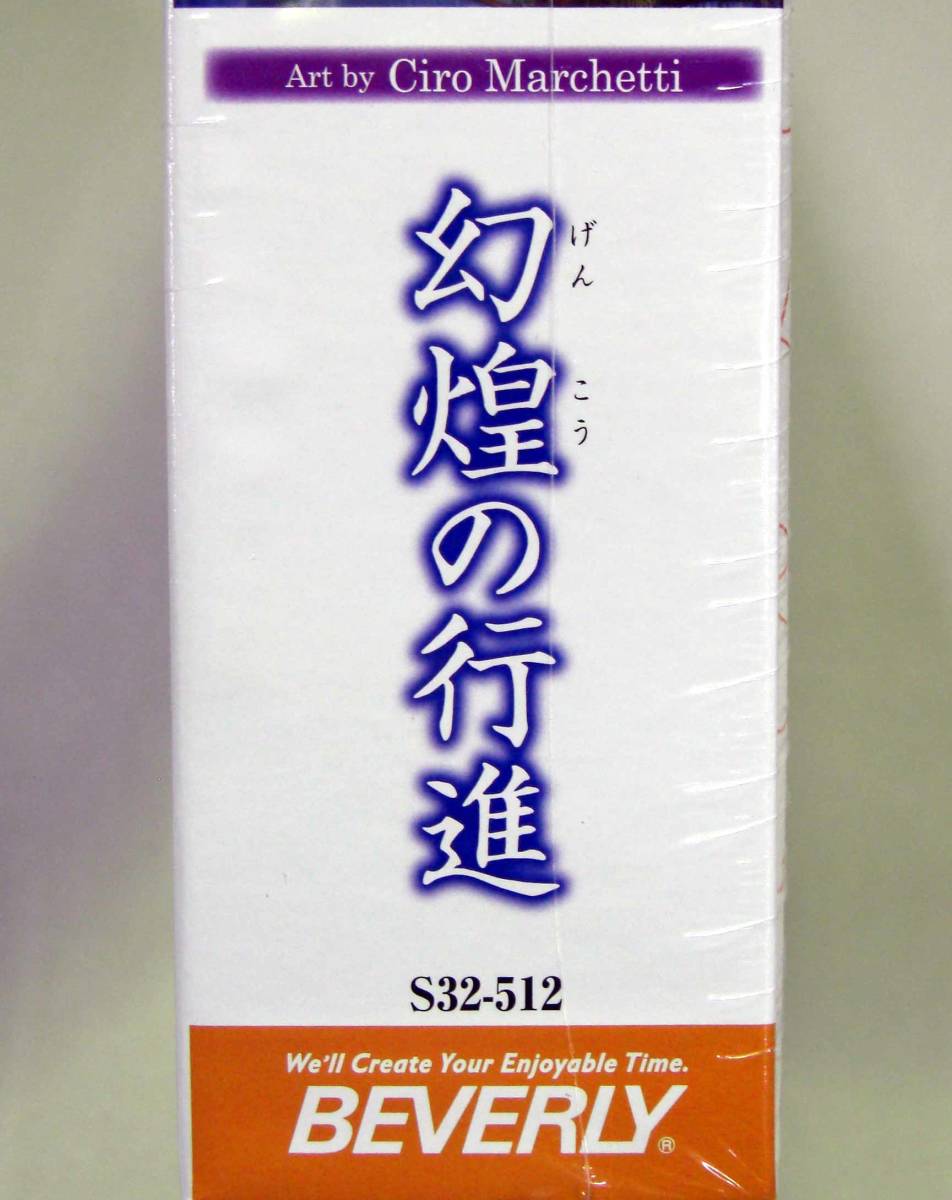 Art by Ciro Marchetti
幻煌の行進
げんこう
S32-512
We'll Create Your Enjoyable Time.
BEVERLY®